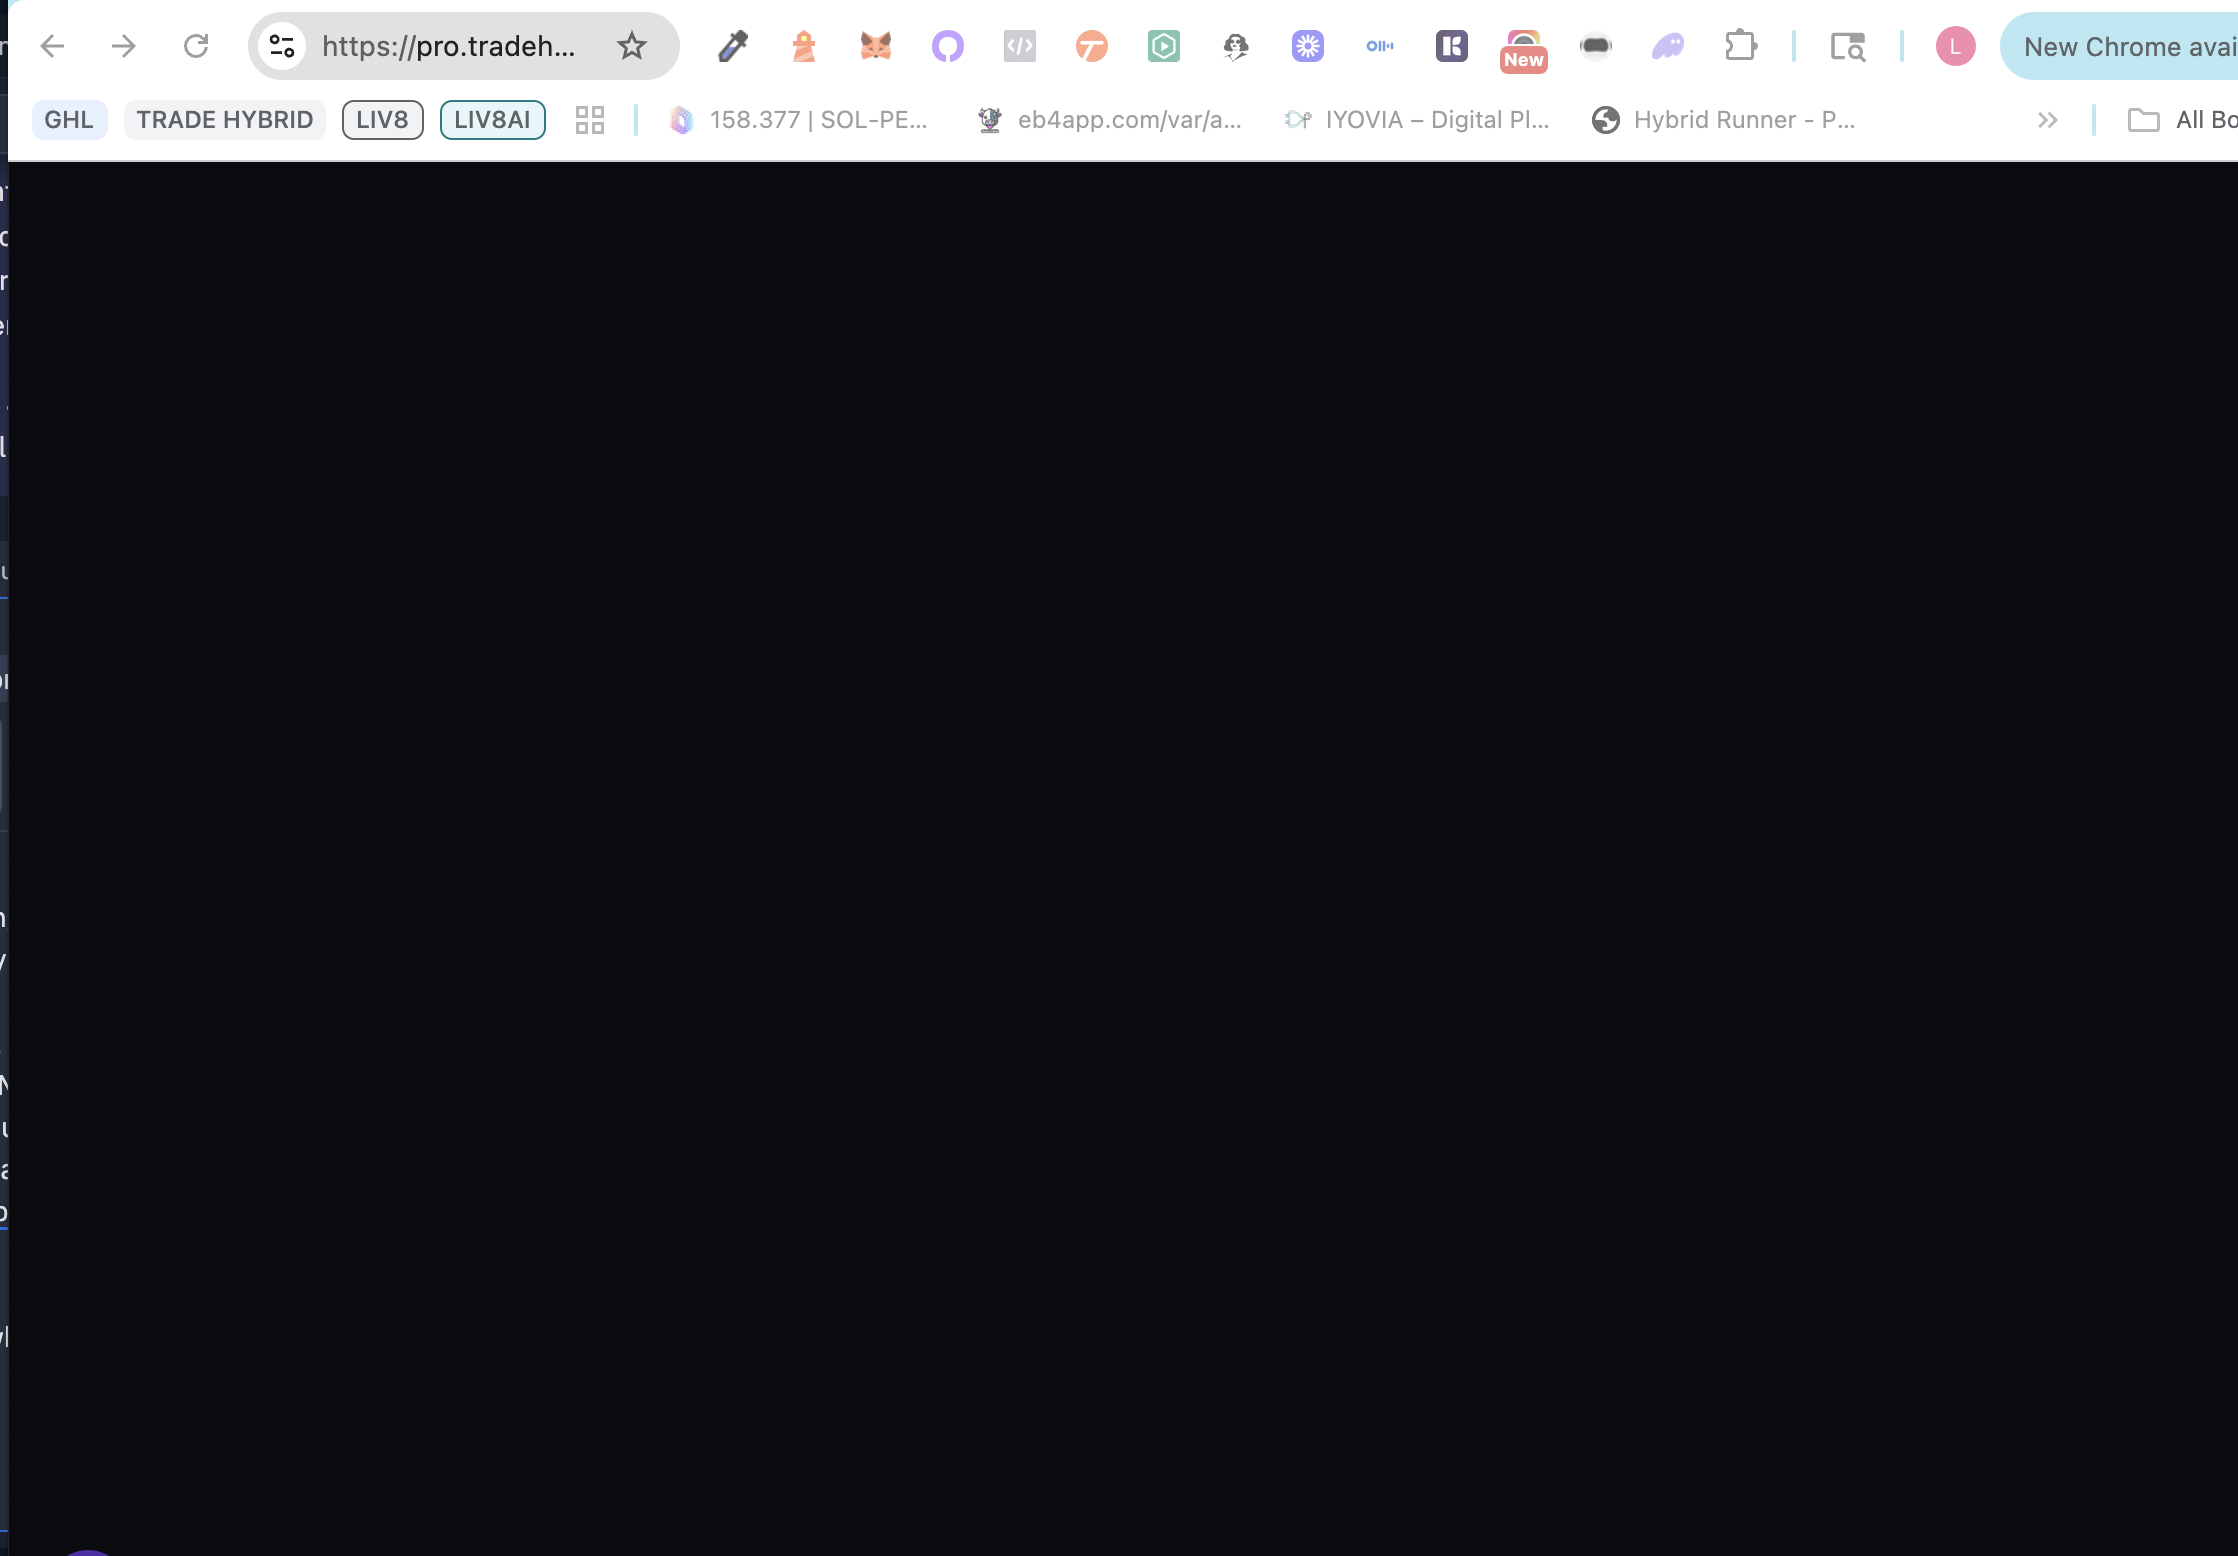 https://pro.tradeh...
New
L
New Chrome avai
GHL
TRADE HYBRID
LIV8
LIV8AI
158.377 | SOL-PE...
eb4app.com/var/a...
IYOVIA – Digital Pl...
Hybrid Runner - P...
All Bo